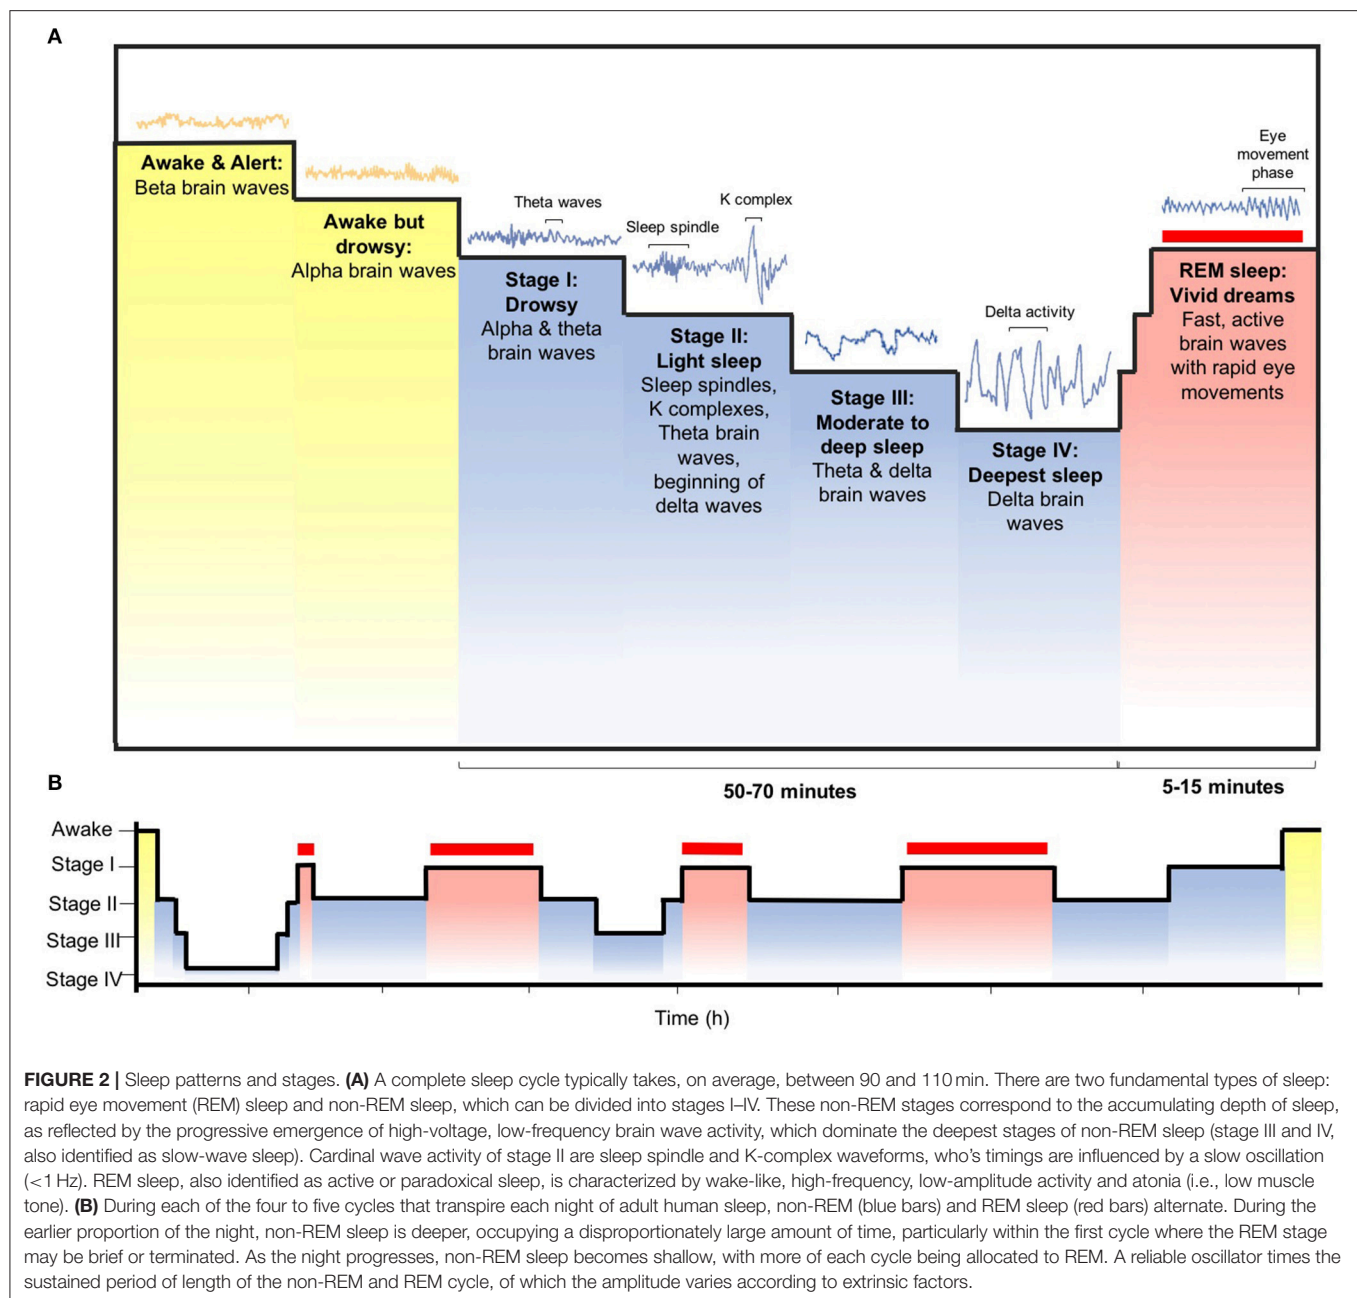 A
Awake & Alert:
Beta brain waves
Awake but
drowsy:
Alpha brain waves
Theta waves
Stage I:
Drowsy
Alpha & theta
brain waves
Sleep spindle
K complex
Stage II:
Light sleep
Sleep spindles,
K complexes,
Theta brain
waves,
beginning of
delta waves
Stage III:
Moderate to
deep sleep
Theta & delta
brain waves
Delta activity
Stage IV:
Deepest sleep
Delta brain
waves
Eye
movement
phase
REM sleep:
Vivid dreams
Fast, active
brain waves
with rapid eye
movements
50-70 minutes
5-15 minutes
B
Awake
Stage I
Stage II
Stage III
Stage IV
Time (h)
FIGURE 2 | Sleep patterns and stages. (A) A complete sleep cycle typically takes, on average, between 90 and 110 min. There are two fundamental types of sleep:
rapid eye movement (REM) sleep and non-REM sleep, which can be divided into stages I–IV. These non-REM stages correspond to the accumulating depth of sleep,
as reflected by the progressive emergence of high-voltage, low-frequency brain wave activity, which dominate the deepest stages of non-REM sleep (stage III and IV,
also identified as slow-wave sleep). Cardinal wave activity of stage II are sleep spindle and K-complex waveforms, who's timings are influenced by a slow oscillation
(<1 Hz). REM sleep, also identified as active or paradoxical sleep, is characterized by wake-like, high-frequency, low-amplitude activity and atonia (i.e., low muscle
tone). (B) During each of the four to five cycles that transpire each night of adult human sleep, non-REM (blue bars) and REM sleep (red bars) alternate. During the
earlier proportion of the night, non-REM sleep is deeper, occupying a disproportionately large amount of time, particularly within the first cycle where the REM stage
may be brief or terminated. As the night progresses, non-REM sleep becomes shallow, with more of each cycle being allocated to REM. A reliable oscillator times the
sustained period of length of the non-REM and REM cycle, of which the amplitude varies according to extrinsic factors.